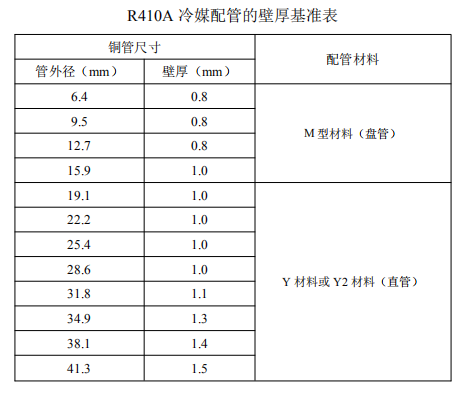 R410A 冷媒配管的壁厚基准表
铜管尺寸 配管材料
管外径（mm） 壁厚（mm）
6.4 0.8 M 型材料（盘管）
9.5 0.8
12.7 0.8
15.9 1.0
19.1 1.0 Y 材料或 Y2 材料（直管）
22.2 1.0
25.4 1.0
28.6 1.0
31.8 1.1
34.9 1.3
38.1 1.4
41.3 1.5